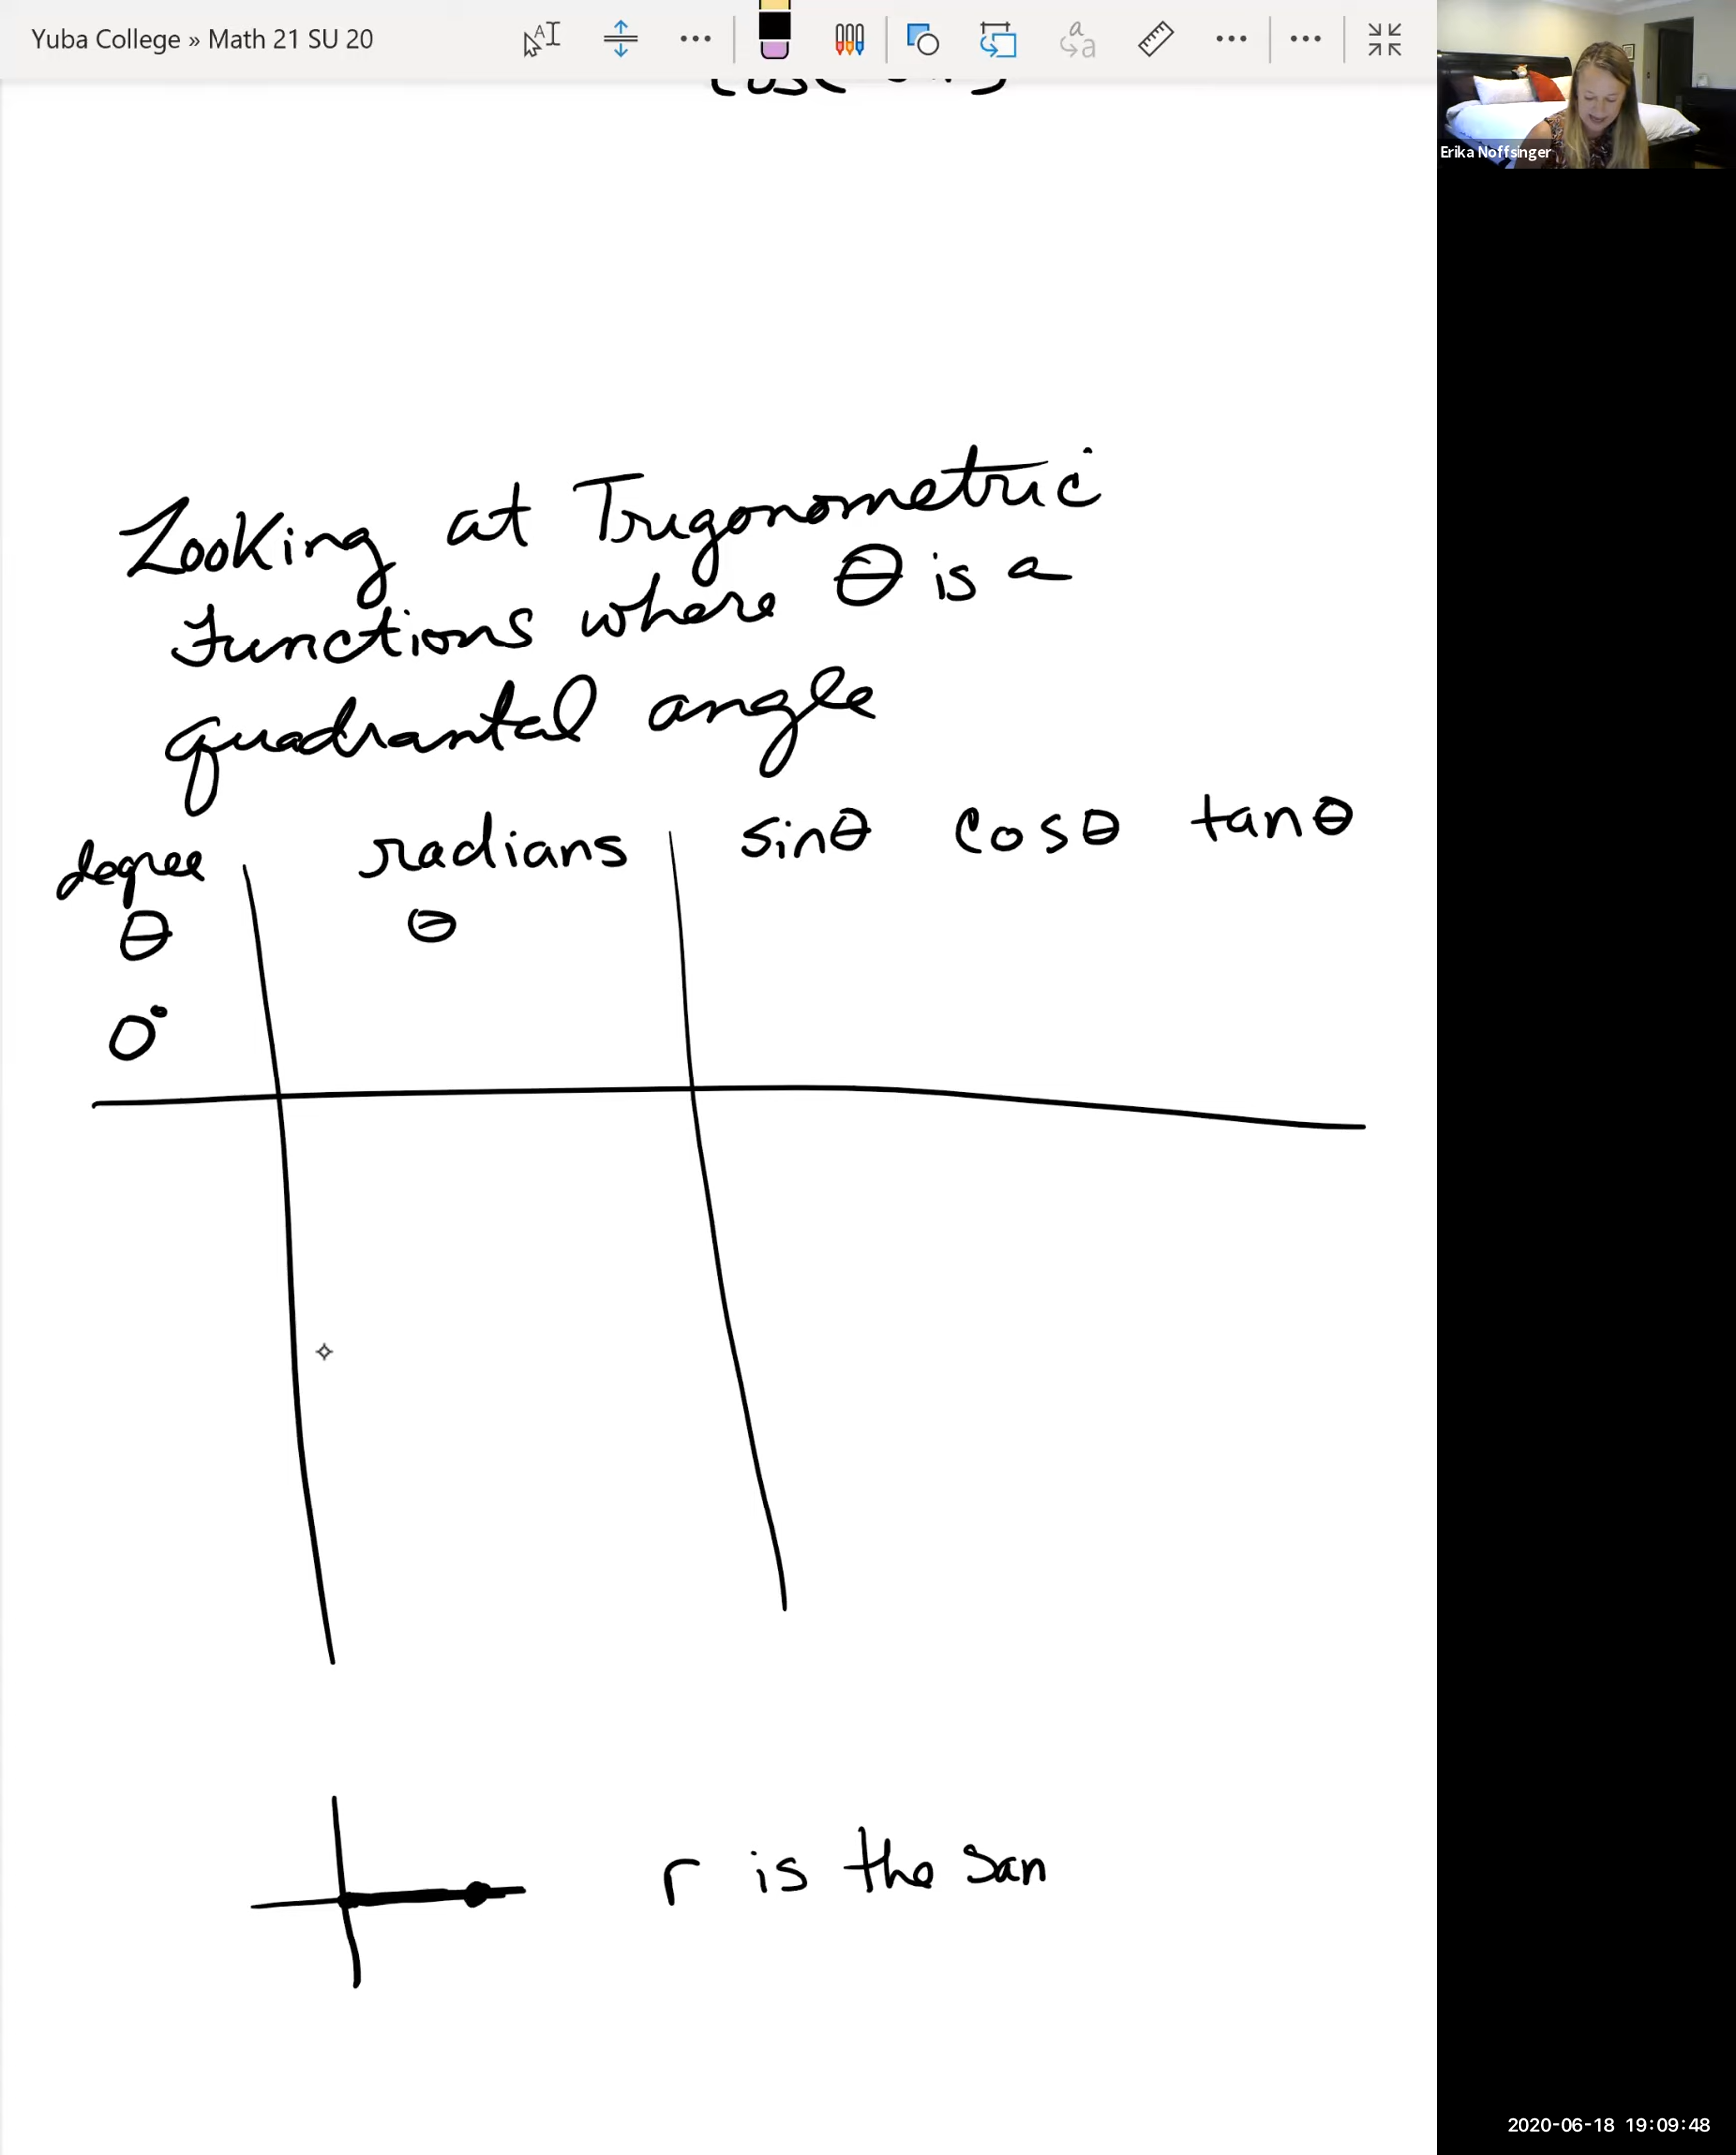 Yuba College » Math 21 SU 20
Erika Noffsinger
Looking at Trigonometric
Functions where θ is a
quadrantal angle
degree radians sinθ cosθ tanθ
θ θ
0°
r is the san
2020-06-18 19:09:48